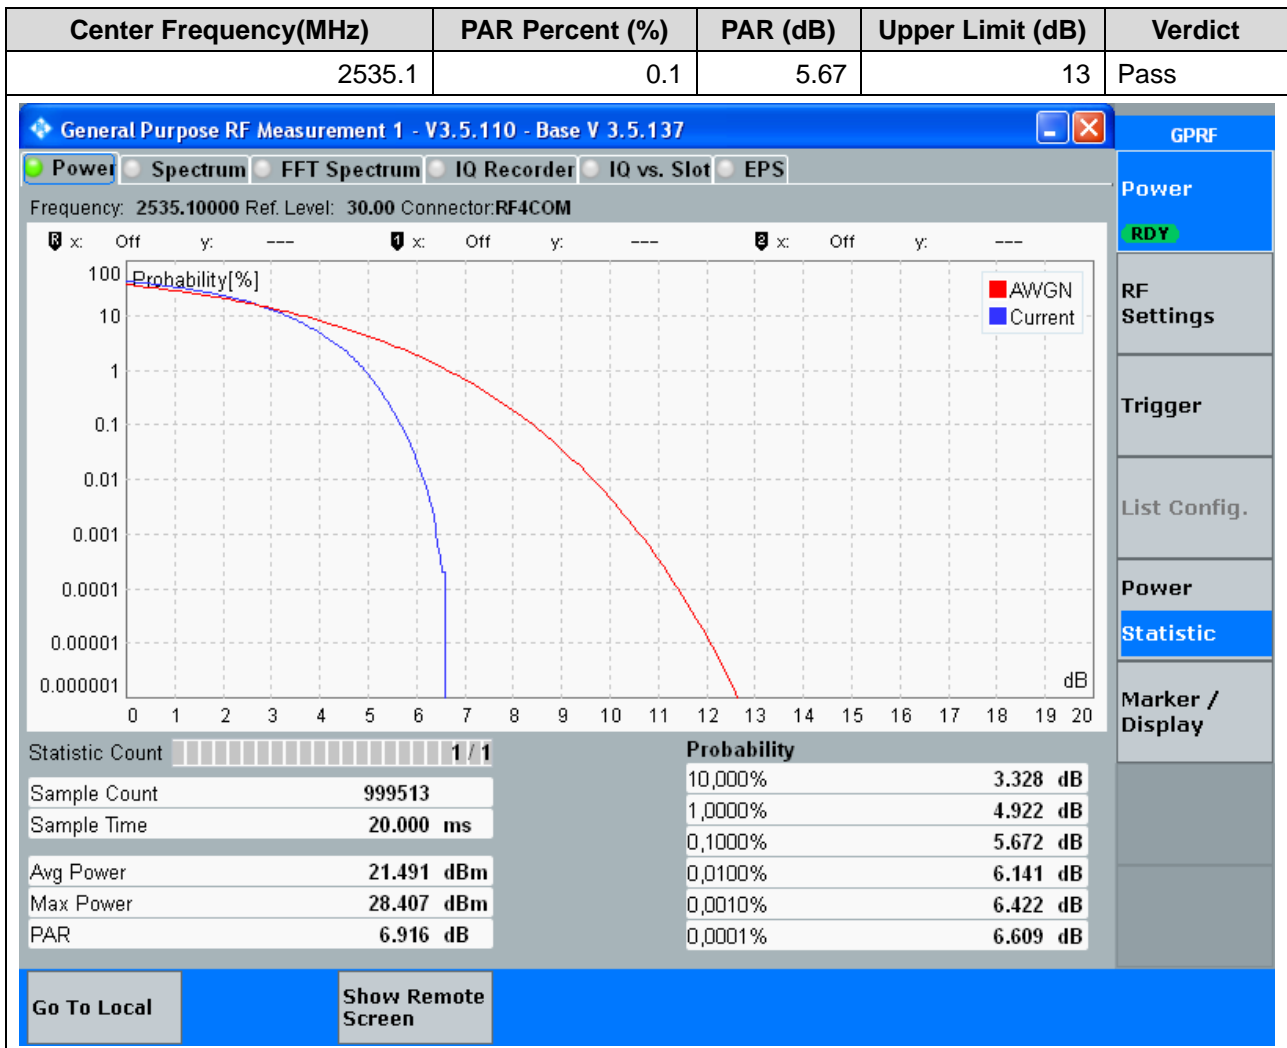 Center Frequency(MHz) PAR Percent (%) PAR (dB) Upper Limit (dB) Verdict
2535.1 0.1 5.67 13 Pass
General Purpose RF Measurement 1 - V3.5.110 - Base V 3.5.137
GPRF
Power Spectrum FFT Spectrum IQ Recorder IQ vs. Slot EPS
Power
RDY
Frequency: 2535.10000 Ref. Level: 30.00 Connector:RF4COM
R x: Off y: --- 1 x: Off y: --- 2 x: Off y: ---
Probability[%]
AWGN
Current
100
10
1
0.1
0.01
0.001
0.0001
0.00001
0.000001
dB
0 1 2 3 4 5 6 7 8 9 10 11 12 13 14 15 16 17 18 19 20
RF
Settings
Trigger
List Config.
Power
Statistic
Marker /
Display
Statistic Count 1 / 1
Sample Count 999513
Sample Time 20.000 ms
Avg Power 21.491 dBm
Max Power 28.407 dBm
PAR 6.916 dB
Probability
10,000% 3.328 dB
1,0000% 4.922 dB
0,1000% 5.672 dB
0,0100% 6.141 dB
0,0010% 6.422 dB
0,0001% 6.609 dB
Go To Local
Show Remote
Screen